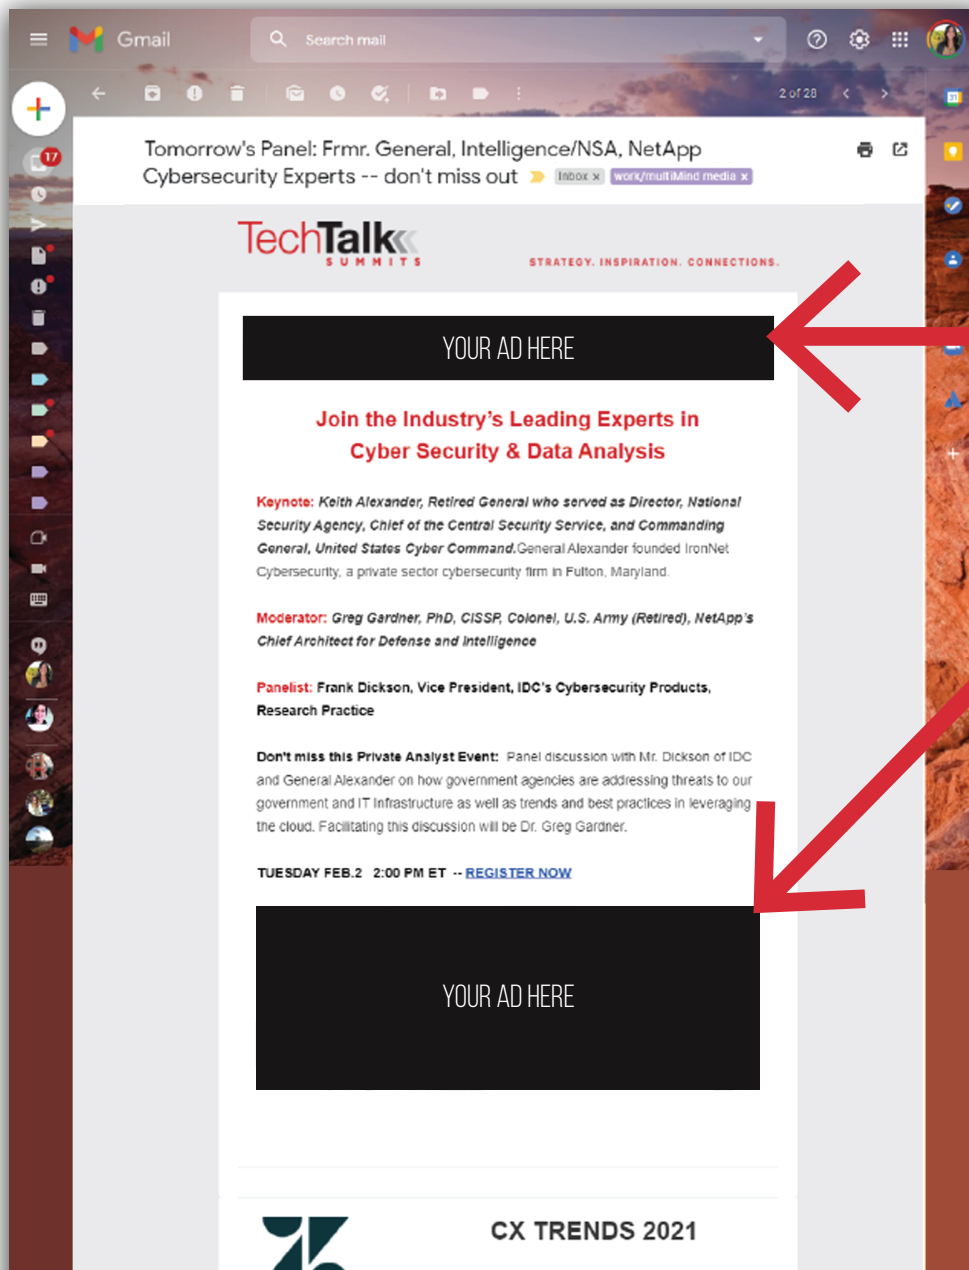 Gmail
Search mail
2 of 28
31
17
Tomorrow's Panel: Frmr. General, Intelligence/NSA, NetApp
Cybersecurity Experts -- don't miss out Inbox x work/multiMind media x
TechTalk
SUMMITS
STRATEGY. INSPIRATION. CONNECTIONS.
YOUR AD HERE
Join the Industry’s Leading Experts in
Cyber Security & Data Analysis
Keynote: Keith Alexander, Retired General who served as Director, National
Security Agency, Chief of the Central Security Service, and Commanding
General, United States Cyber Command.General Alexander founded IronNet
Cybersecurity, a private sector cybersecurity firm in Fulton, Maryland.
Moderator: Greg Gardner, PhD, CISSP, Colonel, U.S. Army (Retired), NetApp’s
Chief Architect for Defense and Intelligence
Panelist: Frank Dickson, Vice President, IDC's Cybersecurity Products,
Research Practice
Don't miss this Private Analyst Event: Panel discussion with Mr. Dickson of IDC
and General Alexander on how government agencies are addressing threats to our
government and IT Infrastructure as well as trends and best practices in leveraging
the cloud. Facilitating this discussion will be Dr. Greg Gardner.
TUESDAY FEB.2 2:00 PM ET -- REGISTER NOW
YOUR AD HERE
CX TRENDS 2021